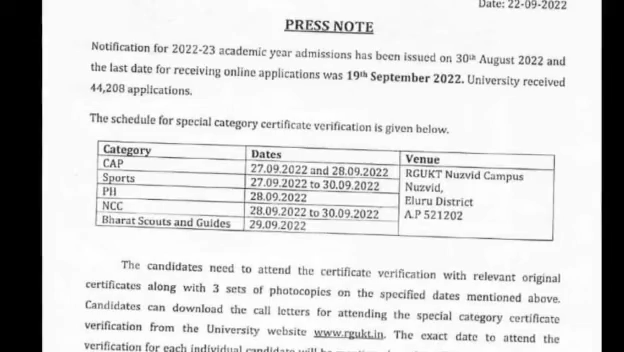 Date: 22-09-2022
PRESS NOTE
Notification for 2022-23 academic year admissions has been issued on 30th August 2022 and
the last date for receiving online applications was 19th September 2022. University received
44,208 applications.
The schedule for special category certificate verification is given below.
Category Dates Venue
CAP 27.09.2022 and 28.09.2022 RGUKT Nuzvid Campus
Sports 27.09.2022 to 30.09.2022 Nuzvid,
PH 28.09.2022 Eluru District
NCC 28.09.2022 to 30.09.2022 A.P 521202
Bharat Scouts and Guides 29.09.2022
The candidates need to attend the certificate verification with relevant original
certificates along with 3 sets of photocopies on the specified dates mentioned above.
Candidates can download the call letters for attending the special category certificate
verification from the University website www.rgukt.in. The exact date to attend the
verification for each individual candidate will be